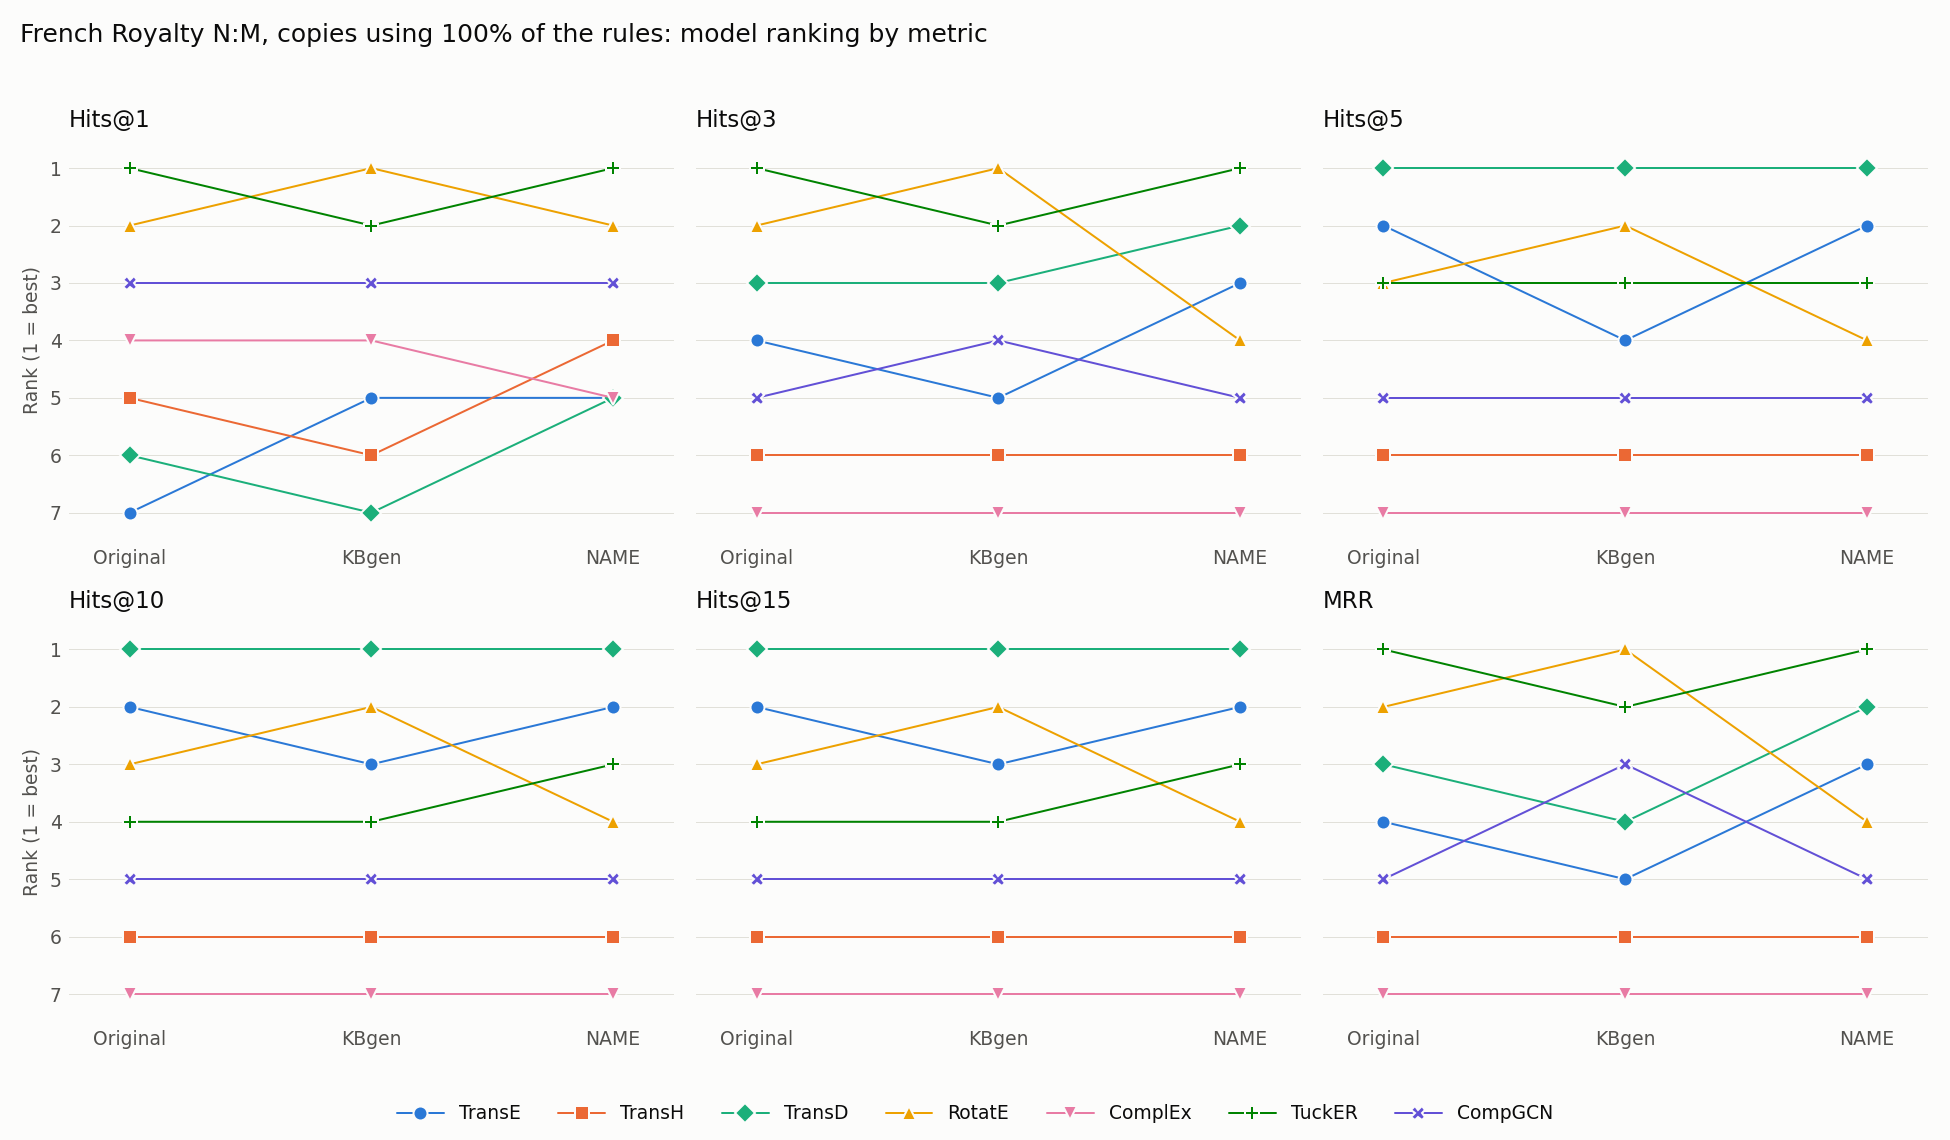 French Royalty N:M, copies using 100% of the rules: model ranking by metric
Hits@1
Hits@3
Hits@5
Rank (1 = best)
1
2
3
4
5
6
7
Original
KBgen
NAME
Original
KBgen
NAME
Original
KBgen
NAME
Hits@10
Hits@15
MRR
Rank (1 = best)
1
2
3
4
5
6
7
Original
KBgen
NAME
Original
KBgen
NAME
Original
KBgen
NAME
TransE
TransH
TransD
RotatE
ComplEx
TuckER
CompGCN